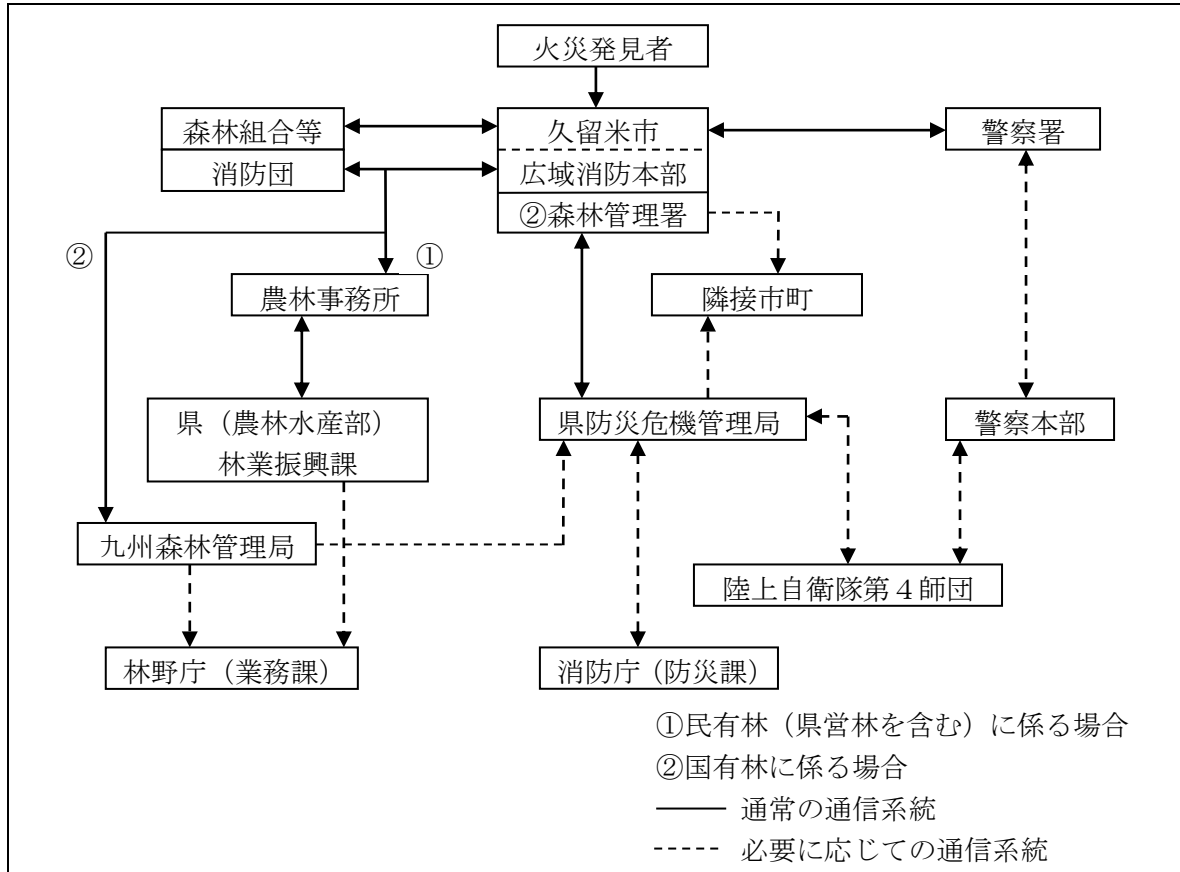 火災発見者
森林組合等
久留米市
警察署
消防団
広域消防本部
②森林管理署
②
①
農林事務所
隣接市町
県（農林水産部）
林業振興課
県防災危機管理局
警察本部
九州森林管理局
陸上自衛隊第４師団
林野庁（業務課）
消防庁（防災課）
①民有林（県営林を含む）に係る場合
②国有林に係る場合
通常の通信系統
必要に応じての通信系統